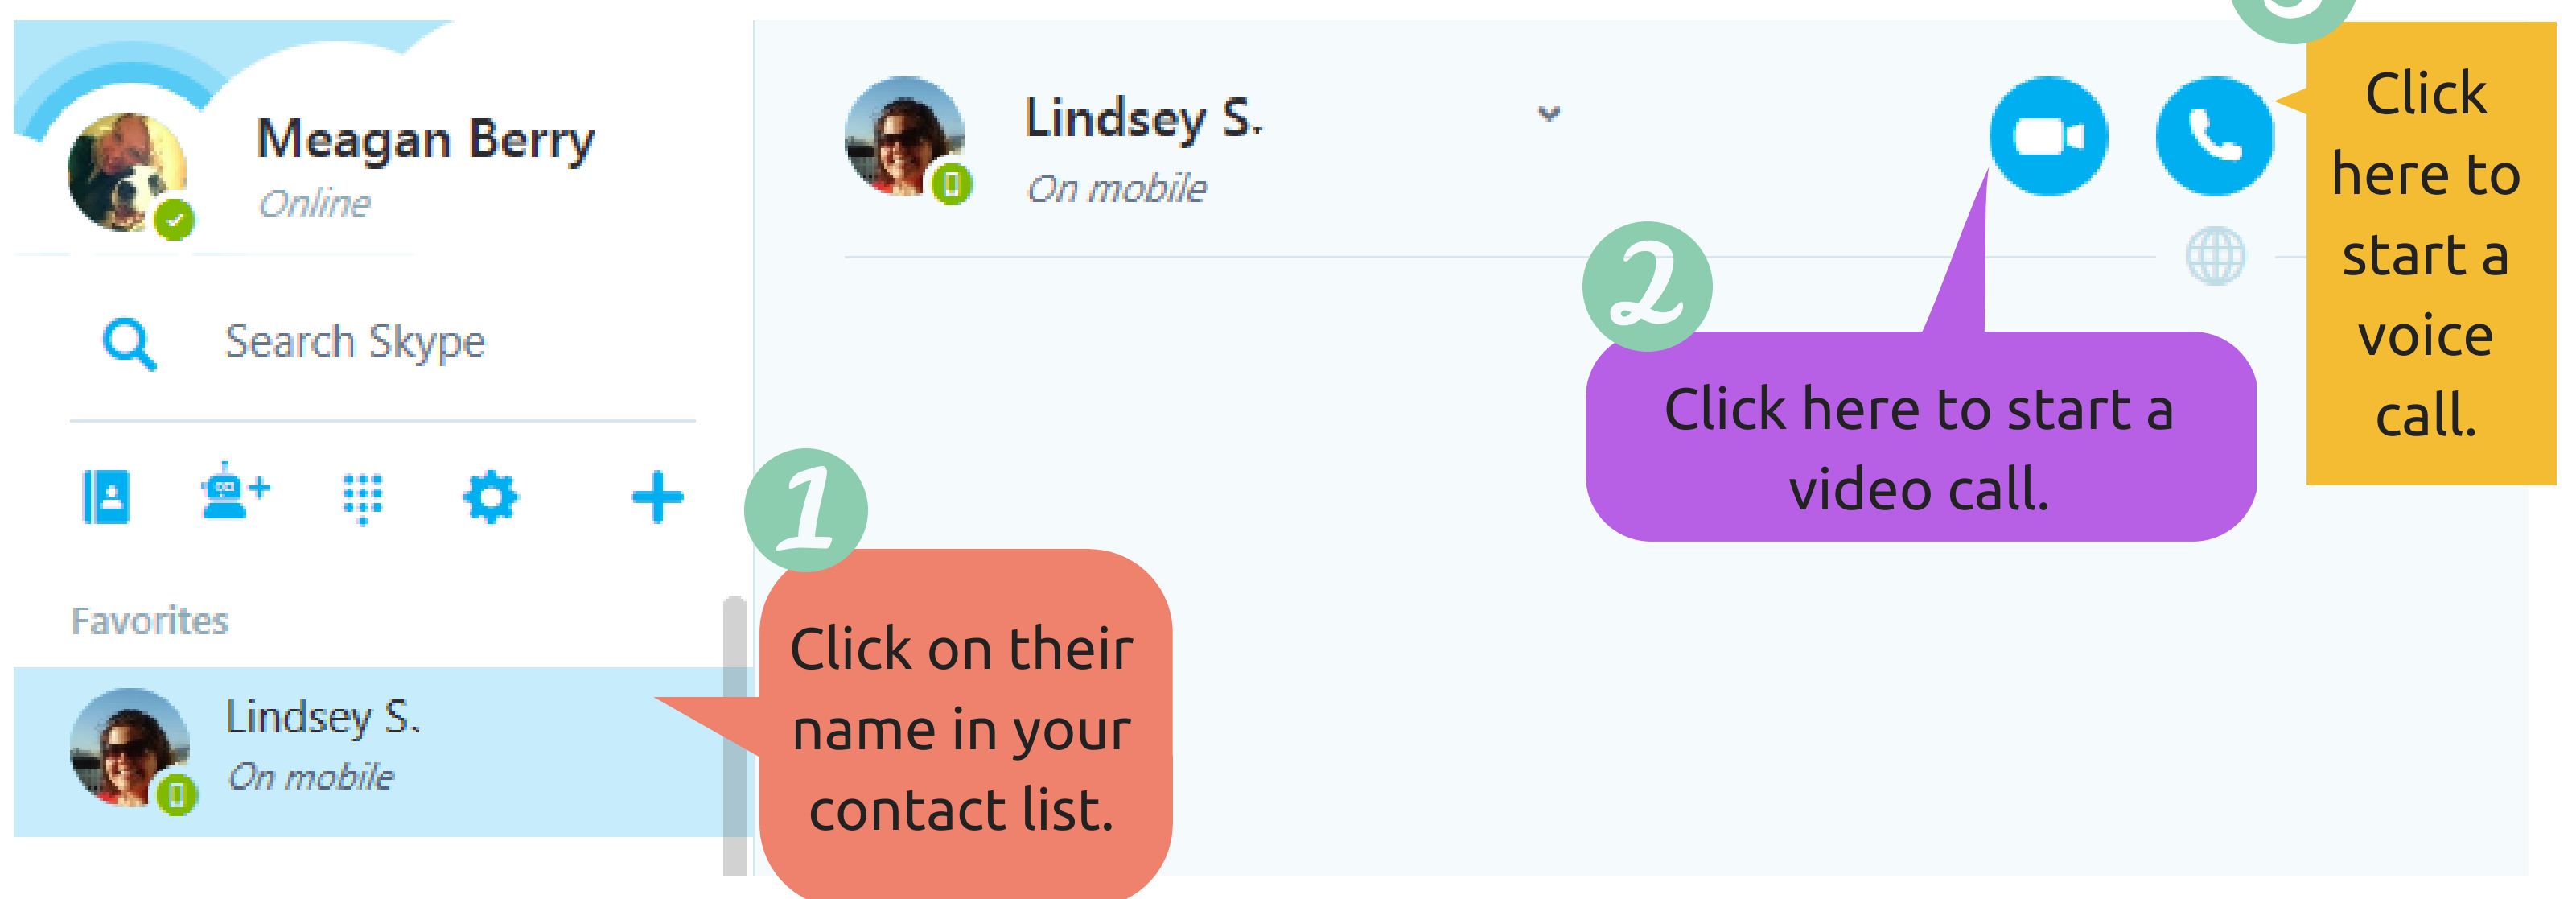 Meagan Berry
Online
Search Skype
Favorites
Lindsey S.
On mobile
Lindsey S.
On mobile
1
Click on their
name in your
contact list.
2
Click here to start a
video call.
3
Click
here to
start a
voice
call.